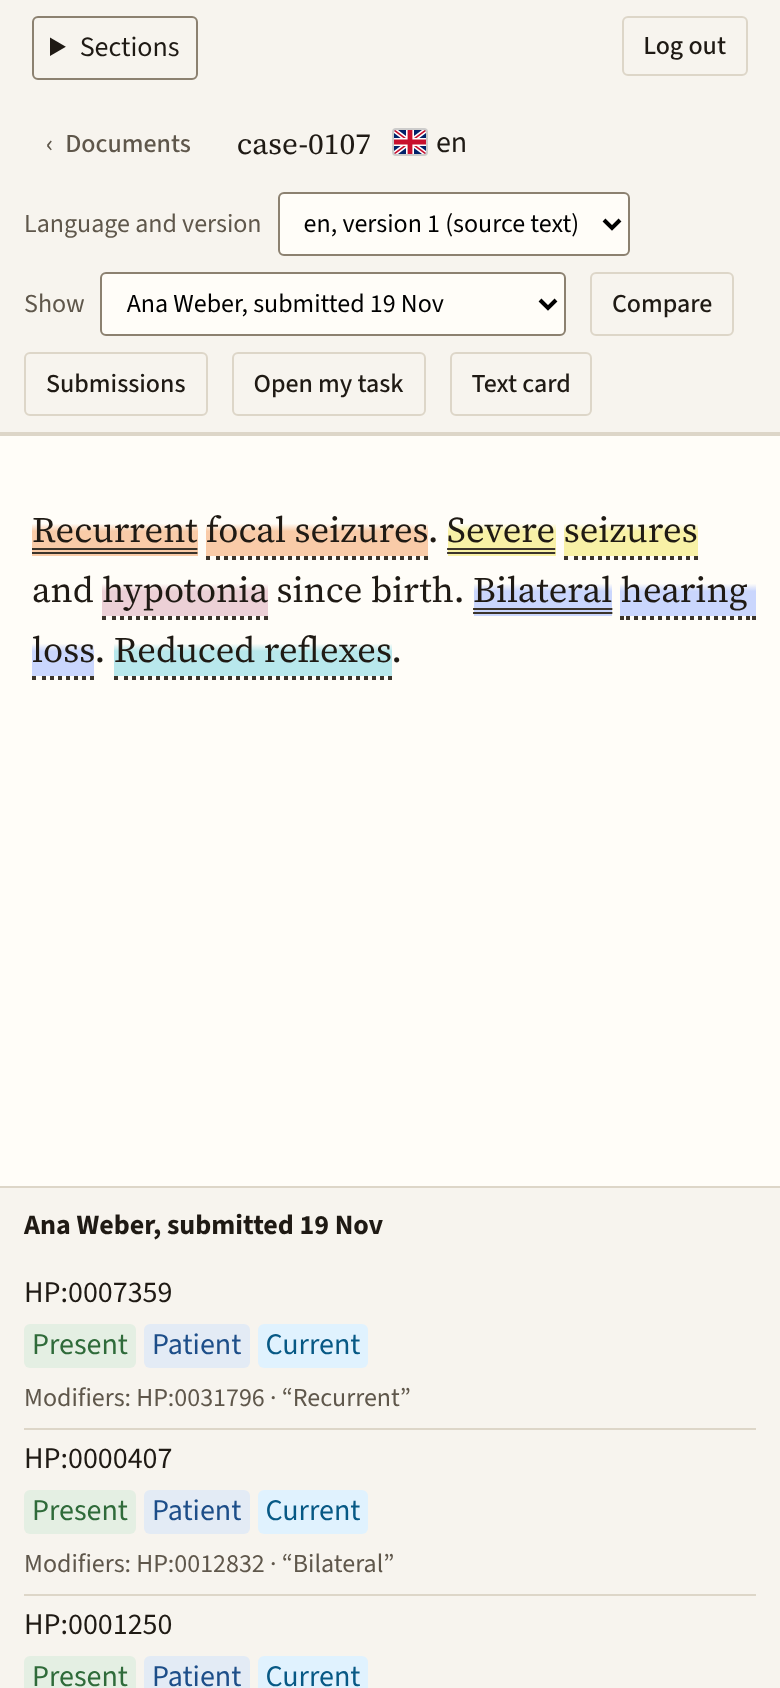 ▶ Sections
Log out
‹ Documents case-0107 en
Language and version en, version 1 (source text)
Show Ana Weber, submitted 19 Nov Compare
Submissions Open my task Text card
Recurrent focal seizures. Severe seizures
and hypotonia since birth. Bilateral hearing
loss. Reduced reflexes.
Ana Weber, submitted 19 Nov
HP:0007359
Present Patient Current
Modifiers: HP:0031796 · “Recurrent”
HP:0000407
Present Patient Current
Modifiers: HP:0012832 · “Bilateral”
HP:0001250
Present Patient Current